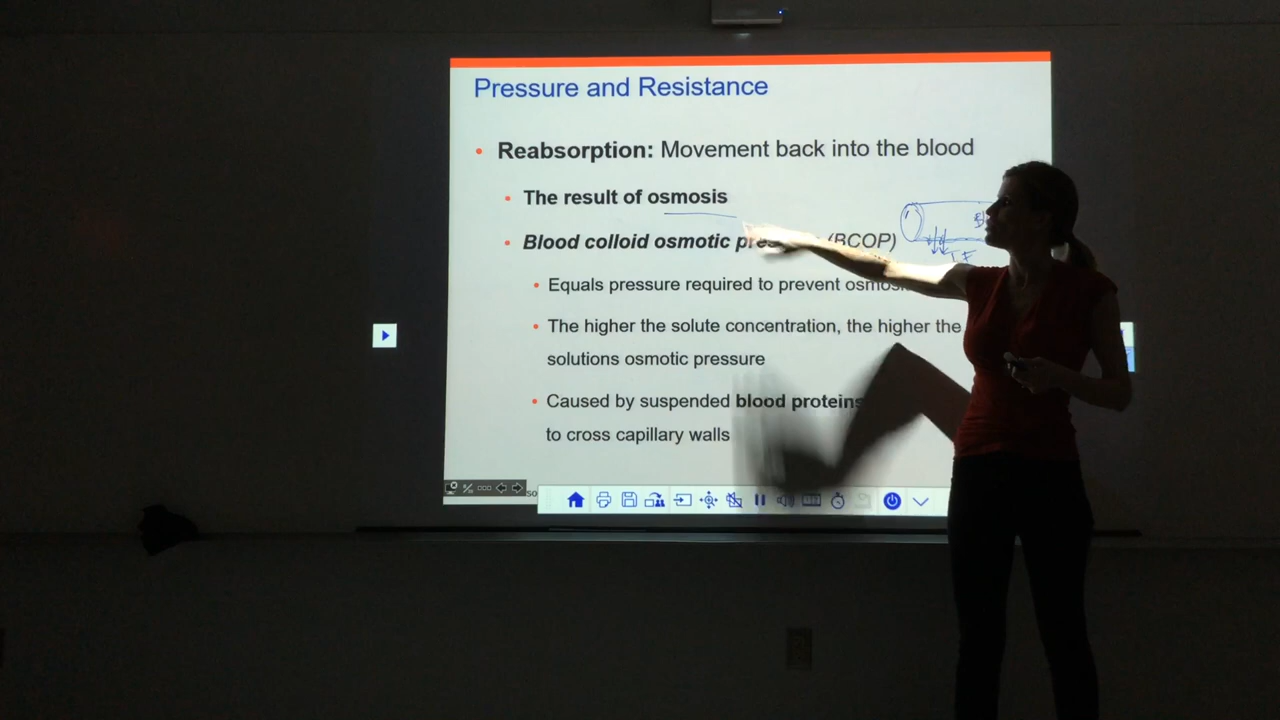 Pressure and Resistance
Reabsorption: Movement back into the blood
The result of osmosis
Blood colloid osmotic (BCOP)
Equals pressure required to prevent
The higher the solute concentration, the higher the
solutions osmotic pressure
Caused by suspended blood proteins
to cross capillary walls
I F